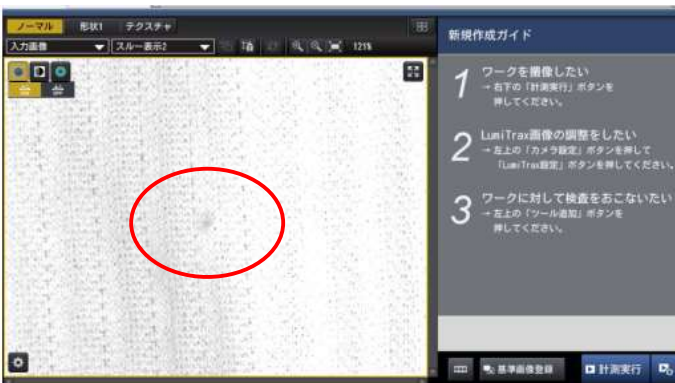 ノーマル 形状1 テクスチャ
入力画像 スルー表示2 121%
新規作成ガイド
1 ワークを撮像したい
→ 右下の「計測実行」ボタンを
押してください。
2 LumiTrax画像の調整をしたい
→ 左上の「カメラ設定」ボタンを押して
「LumiTrax設定」ボタンを押してください。
3 ワークに対して検査をおこないたい
→ 左上の「ツール追加」ボタンを
押してください。
基準画像登録 計測実行